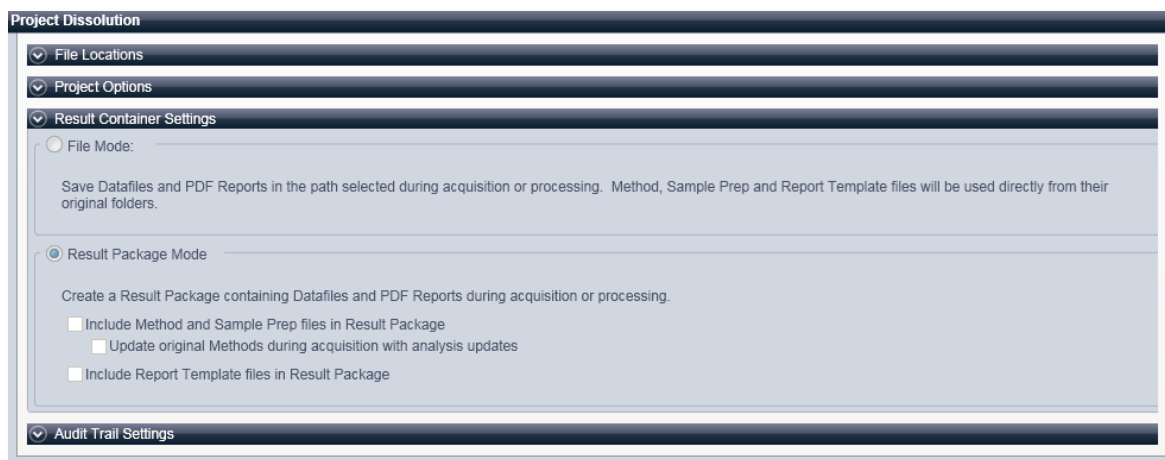 Project Dissolution
File Locations
Project Options
Result Container Settings
File Mode:
Save Datafiles and PDF Reports in the path selected during acquisition or processing.  Method, Sample Prep and Report Template files will be used directly from their
original folders.
Result Package Mode
Create a Result Package containing Datafiles and PDF Reports during acquisition or processing.
Include Method and Sample Prep files in Result Package
Update original Methods during acquisition with analysis updates
Include Report Template files in Result Package
Audit Trail Settings